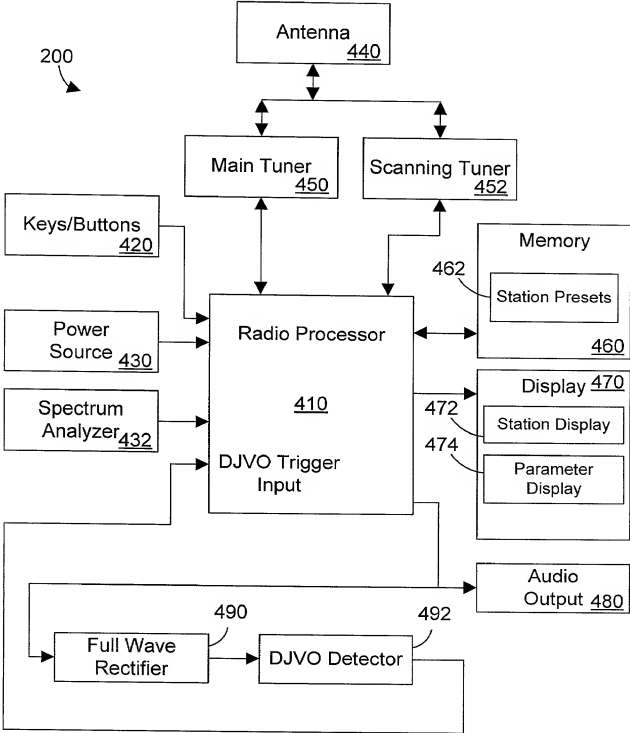 Antenna
440
200
Main Tuner
450
Scanning Tuner
452
Keys/Buttons
420
Memory
462
Station Presets
460
Power
Source
430
Radio Processor
410
Spectrum
Analyzer
432
Display 470
472
Station Display
474
Parameter
Display
DJVO Trigger
Input
Audio
Output 480
490
Full Wave
Rectifier
492
DJVO Detector